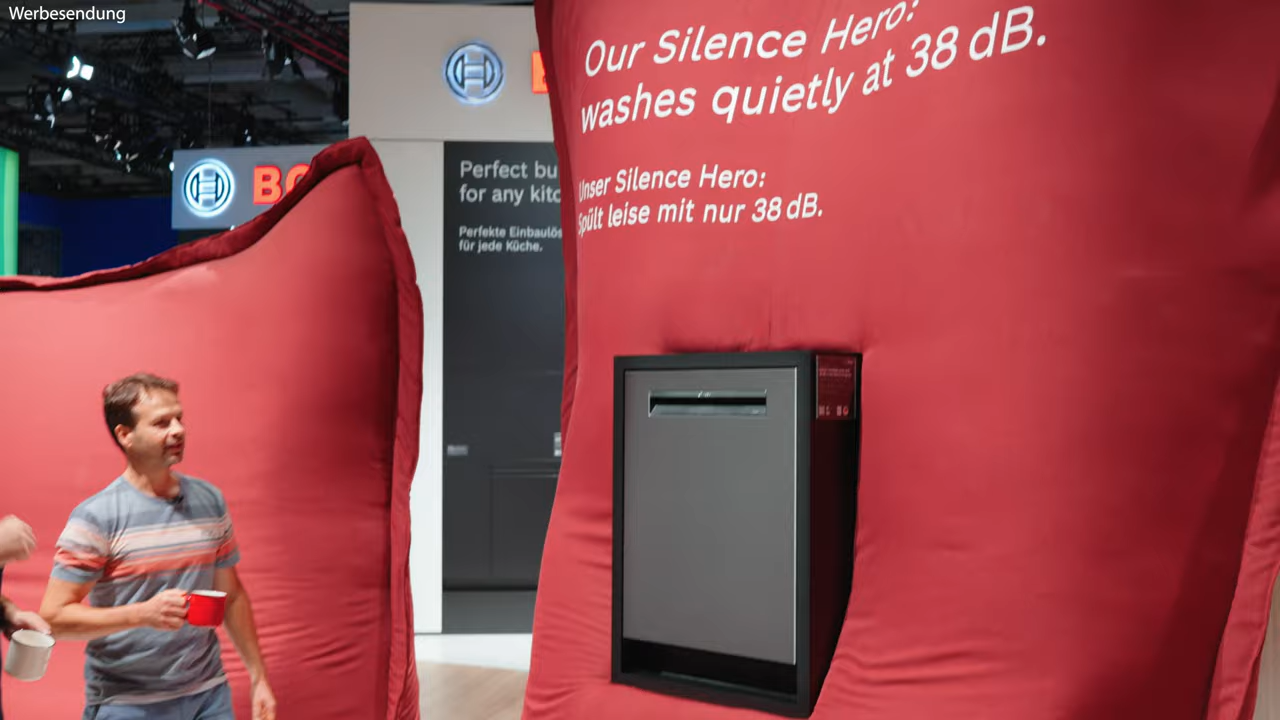 Werbesendung
Our Silence Hero:
washes quietly at 38 dB.
Unser Silence Hero:
Spült leise mit nur 38 dB.
Perfect bu
for any kitc
Perfekte Einbaulös
für jede Küche.
BO